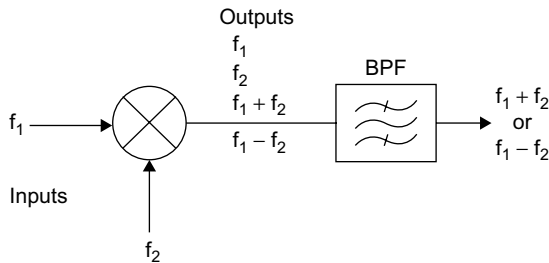 Outputs
f₁
f₂
f₁ + f₂
f₁ − f₂
BPF
f₁
Inputs
f₂
f₁ + f₂
or
f₁ − f₂